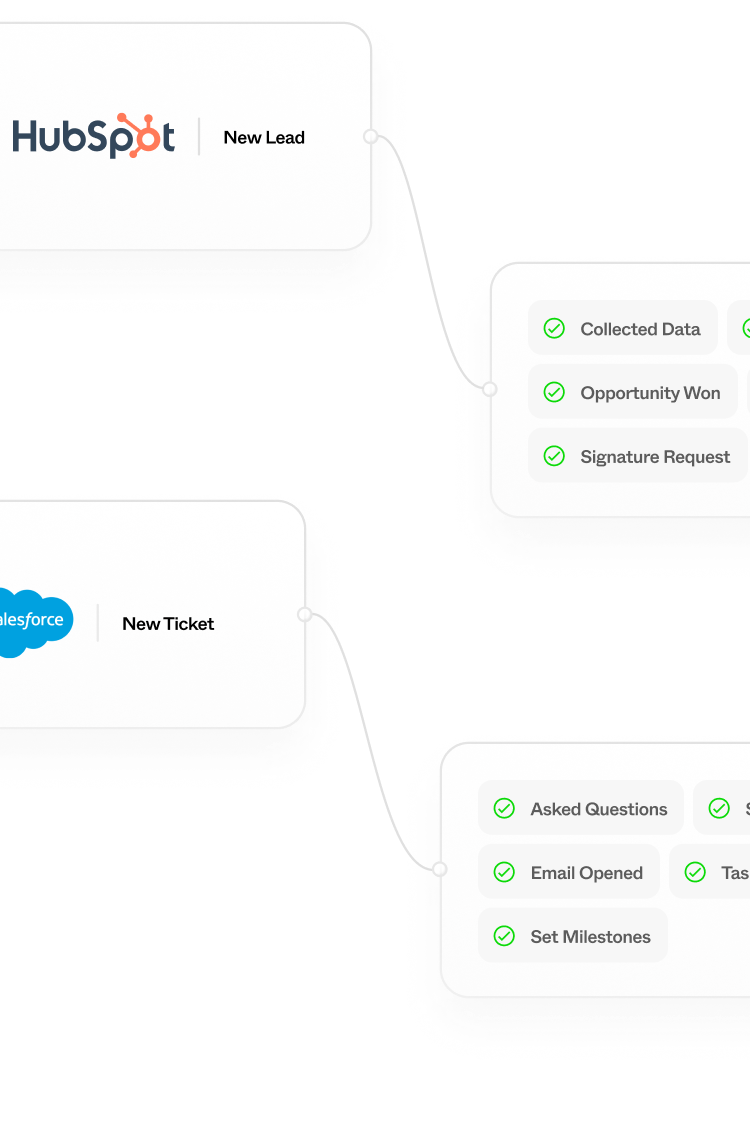 HubSpot
New Lead
Collected Data
Opportunity Won
Signature Request
alesforce
New Ticket
Asked Questions
S
Email Opened
Tas
Set Milestones